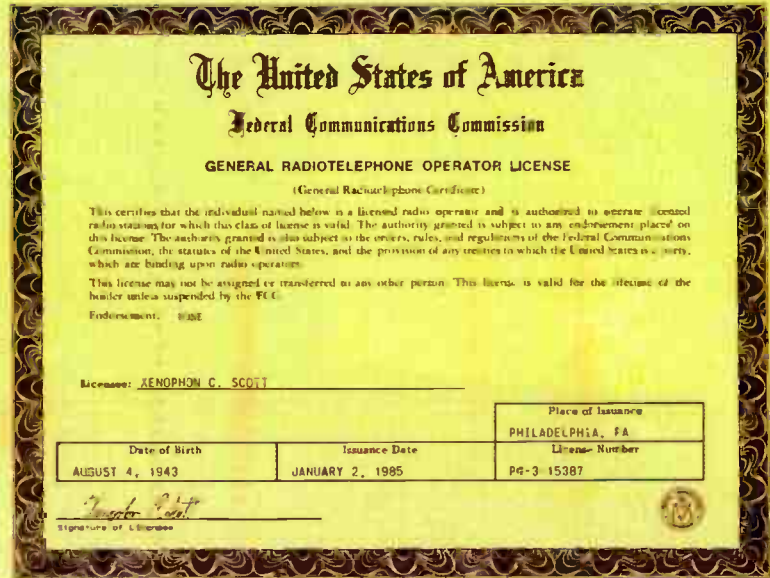 The United States of America
Federal Communications Commission
GENERAL RADIOTELEPHONE OPERATOR LICENSE
(General Radiotelephone Certificate)
This certifies that the individual named below is a licensed radio operator and is authorized to operate licensed
radio stations for which this class of license is valid. The authority granted is subject to any endorsement placed on
this license. The authority granted is also subject to the orders, rules, and regulations of the Federal Communications
Commission, the statutes of the United States, and the provision of any treaties to which the United States is a party,
which are binding upon radio operators.
This license may not be assigned or transferred to any other person. This license is valid for the lifetime of the
holder unless suspended by the FCC.
Endorsement: NONE
Licensee: XENOPHON C. SCOTT
Place of Issuance
PHILADELPHIA, PA
Date of Birth Issuance Date License Number
AUGUST 4, 1943 JANUARY 2, 1985 PG-3-15387
Signature of Licensee